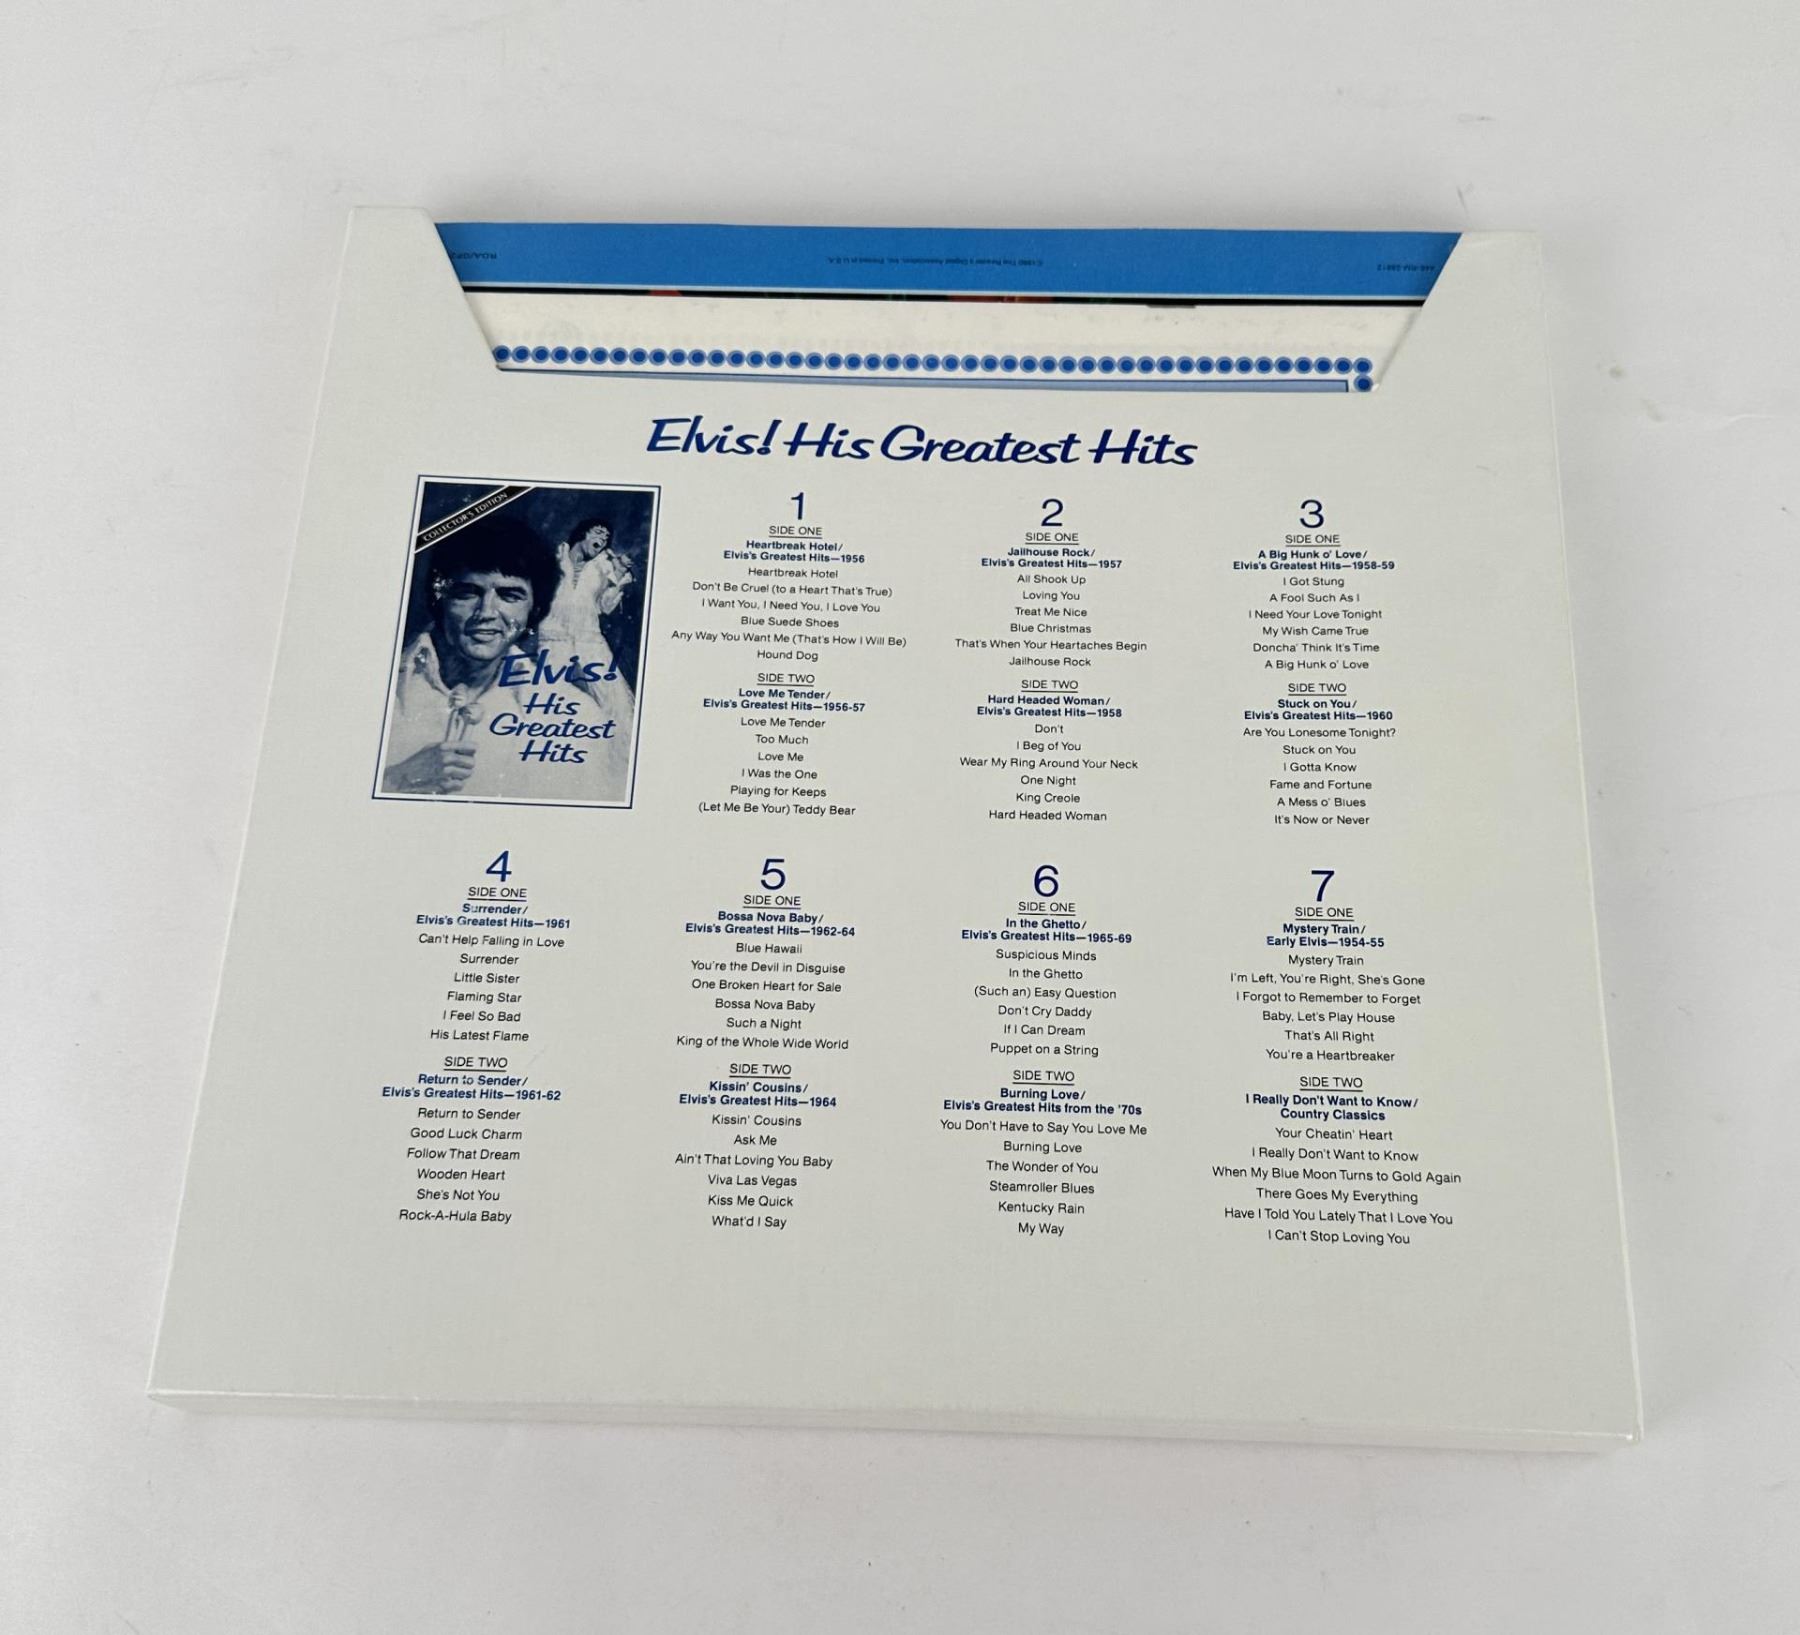 Elvis! His Greatest Hits
COLLECTOR'S EDITION
Elvis!
His
Greatest
Hits
1
SIDE ONE
Heartbreak Hotel/
Elvis's Greatest Hits—1956
Heartbreak Hotel
Don't Be Cruel (to a Heart That's True)
I Want You, I Need You, I Love You
Blue Suede Shoes
Any Way You Want Me (That's How I Will Be)
Hound Dog
SIDE TWO
Love Me Tender/
Elvis's Greatest Hits—1956-57
Love Me Tender
Too Much
Love Me
I Was the One
Playing for Keeps
(Let Me Be Your) Teddy Bear
2
SIDE ONE
Jailhouse Rock/
Elvis's Greatest Hits—1957
All Shook Up
Loving You
Treat Me Nice
Blue Christmas
That's When Your Heartaches Begin
Jailhouse Rock
SIDE TWO
Hard Headed Woman/
Elvis's Greatest Hits—1958
Don't
I Beg of You
Wear My Ring Around Your Neck
One Night
King Creole
Hard Headed Woman
3
SIDE ONE
A Big Hunk o' Love/
Elvis's Greatest Hits—1958-59
I Got Stung
A Fool Such As I
I Need Your Love Tonight
My Wish Came True
Doncha' Think It's Time
A Big Hunk o' Love
SIDE TWO
Stuck on You/
Elvis's Greatest Hits—1960
Are You Lonesome Tonight?
Stuck on You
I Gotta Know
Fame and Fortune
A Mess o' Blues
It's Now or Never
4
SIDE ONE
Surrender/
Elvis's Greatest Hits—1961
Can't Help Falling in Love
Surrender
Little Sister
Flaming Star
I Feel So Bad
His Latest Flame
SIDE TWO
Return to Sender/
Elvis's Greatest Hits—1961-62
Return to Sender
Good Luck Charm
Follow That Dream
Wooden Heart
She's Not You
Rock-A-Hula Baby
5
SIDE ONE
Bossa Nova Baby/
Elvis's Greatest Hits—1962-64
Blue Hawaii
You're the Devil in Disguise
One Broken Heart for Sale
Bossa Nova Baby
Such a Night
King of the Whole Wide World
SIDE TWO
Kissin' Cousins/
Elvis's Greatest Hits—1964
Kissin' Cousins
Ask Me
Ain't That Loving You Baby
Viva Las Vegas
Kiss Me Quick
What'd I Say
6
SIDE ONE
In the Ghetto/
Elvis's Greatest Hits—1965-69
Suspicious Minds
In the Ghetto
(Such an) Easy Question
Don't Cry Daddy
If I Can Dream
Puppet on a String
SIDE TWO
Burning Love/
Elvis's Greatest Hits from the '70s
You Don't Have to Say You Love Me
Burning Love
The Wonder of You
Steamroller Blues
Kentucky Rain
My Way
7
SIDE ONE
Mystery Train/
Early Elvis—1954-55
Mystery Train
I'm Left, You're Right, She's Gone
I Forgot to Remember to Forget
Baby, Let's Play House
That's All Right
You're a Heartbreaker
SIDE TWO
I Really Don't Want to Know/
Country Classics
Your Cheatin' Heart
I Really Don't Want to Know
When My Blue Moon Turns to Gold Again
There Goes My Everything
Have I Told You Lately That I Love You
I Can't Stop Loving You